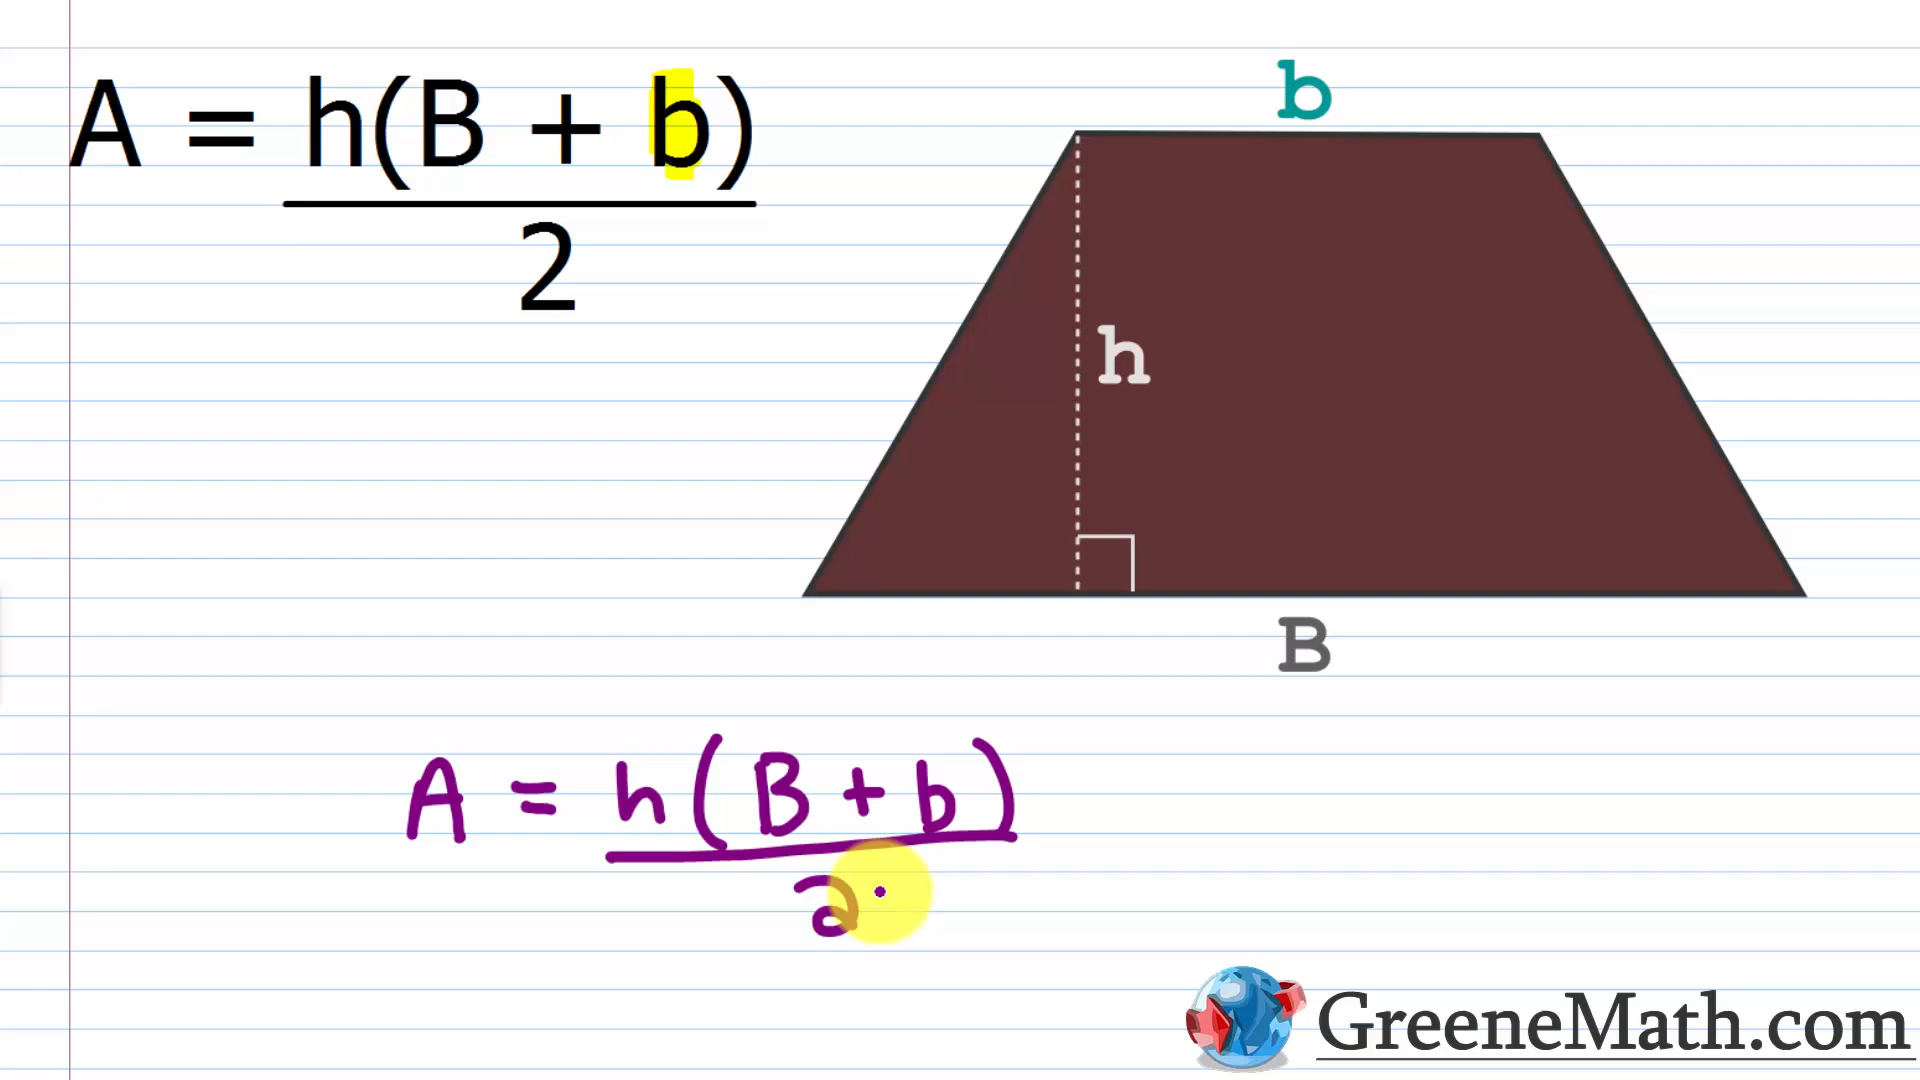 A = h(B + b)
2
b
h
B
A = h(B + b)
2
GreeneMath.com